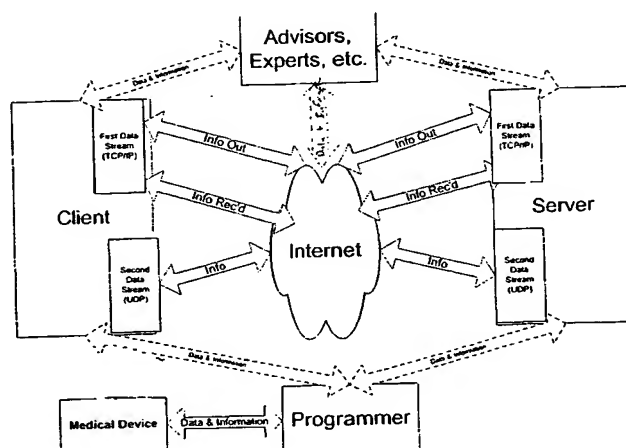 Advisors,
Experts, etc.
Data & Information
Data & Information
First Data
Stream
(TCP/IP)
Info Out
Info Out
First Data
Stream
(TCP/IP)
Info Rec'd
Info Rec'd
Client
Internet
Server
Second
Data
Stream
(UDP)
Info
Info
Second
Data
Stream
(UDP)
Data & Information
Data & Information
Medical Device
Data & Information
Programmer